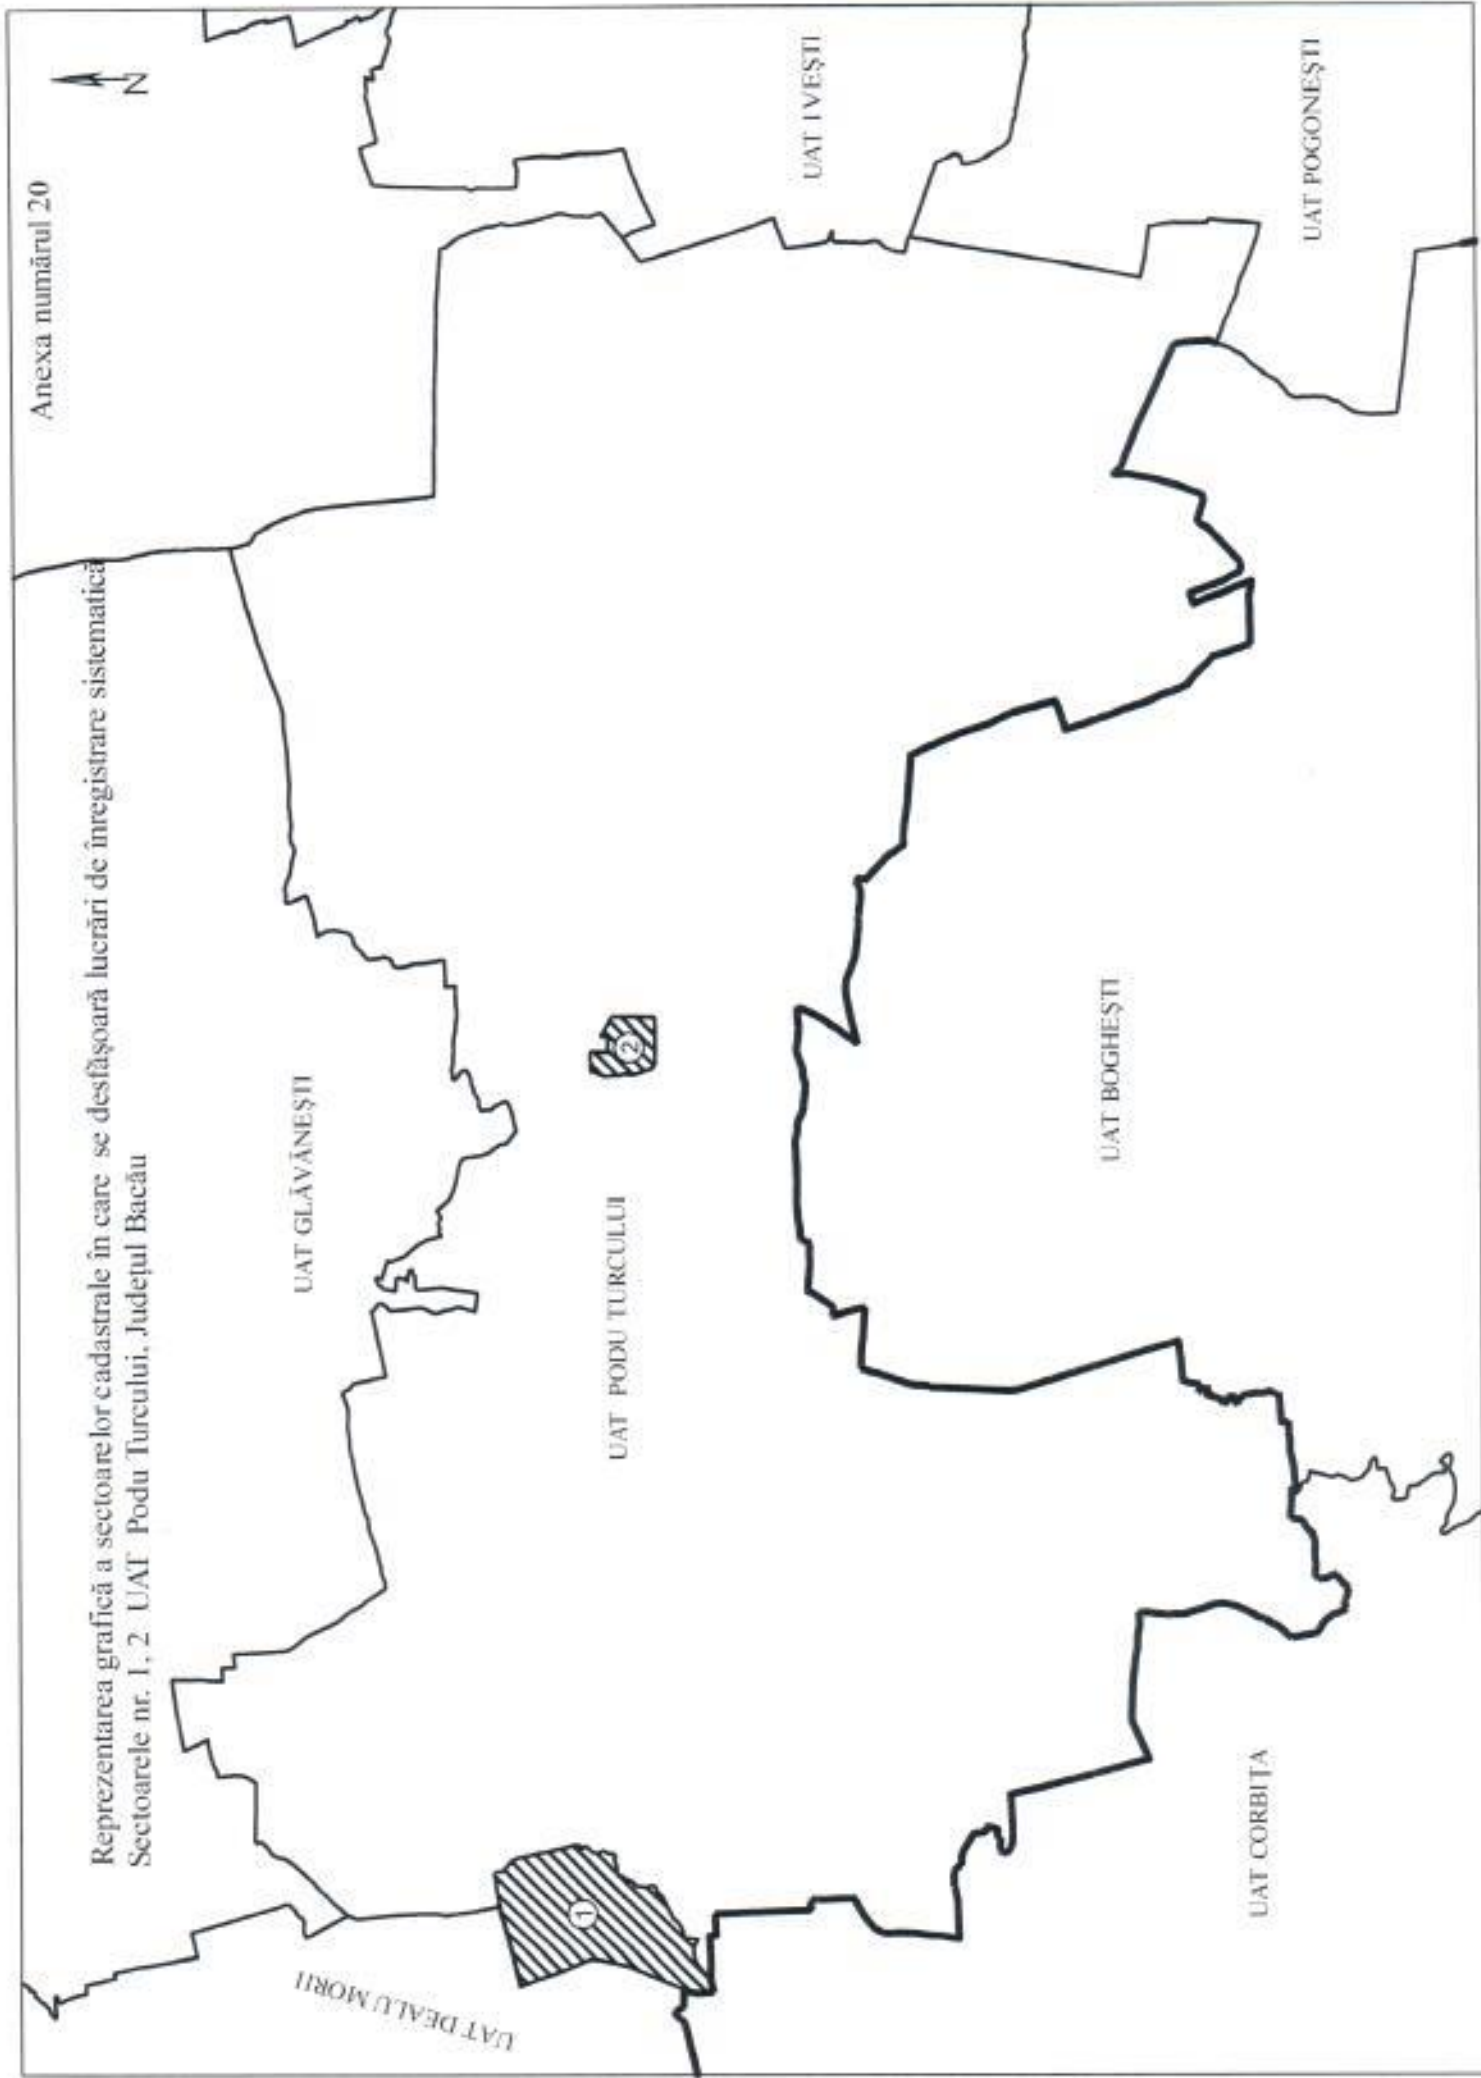 Anexa numărul 20
N
Reprezentarea grafică a sectoarelor cadastrale în care se desfășoară lucrări de înregistrare sistematică
Sectoarele nr. 1, 2 UAT Podu Turcului, Județul Bacău
UAT GLĂVĂNEȘTI
UAT DEALU MORII
UAT PODU TURCULUI
UAT IVEȘTI
UAT POGONEȘTI
UAT BOGHEȘTI
UAT CORBIȚA
1
2